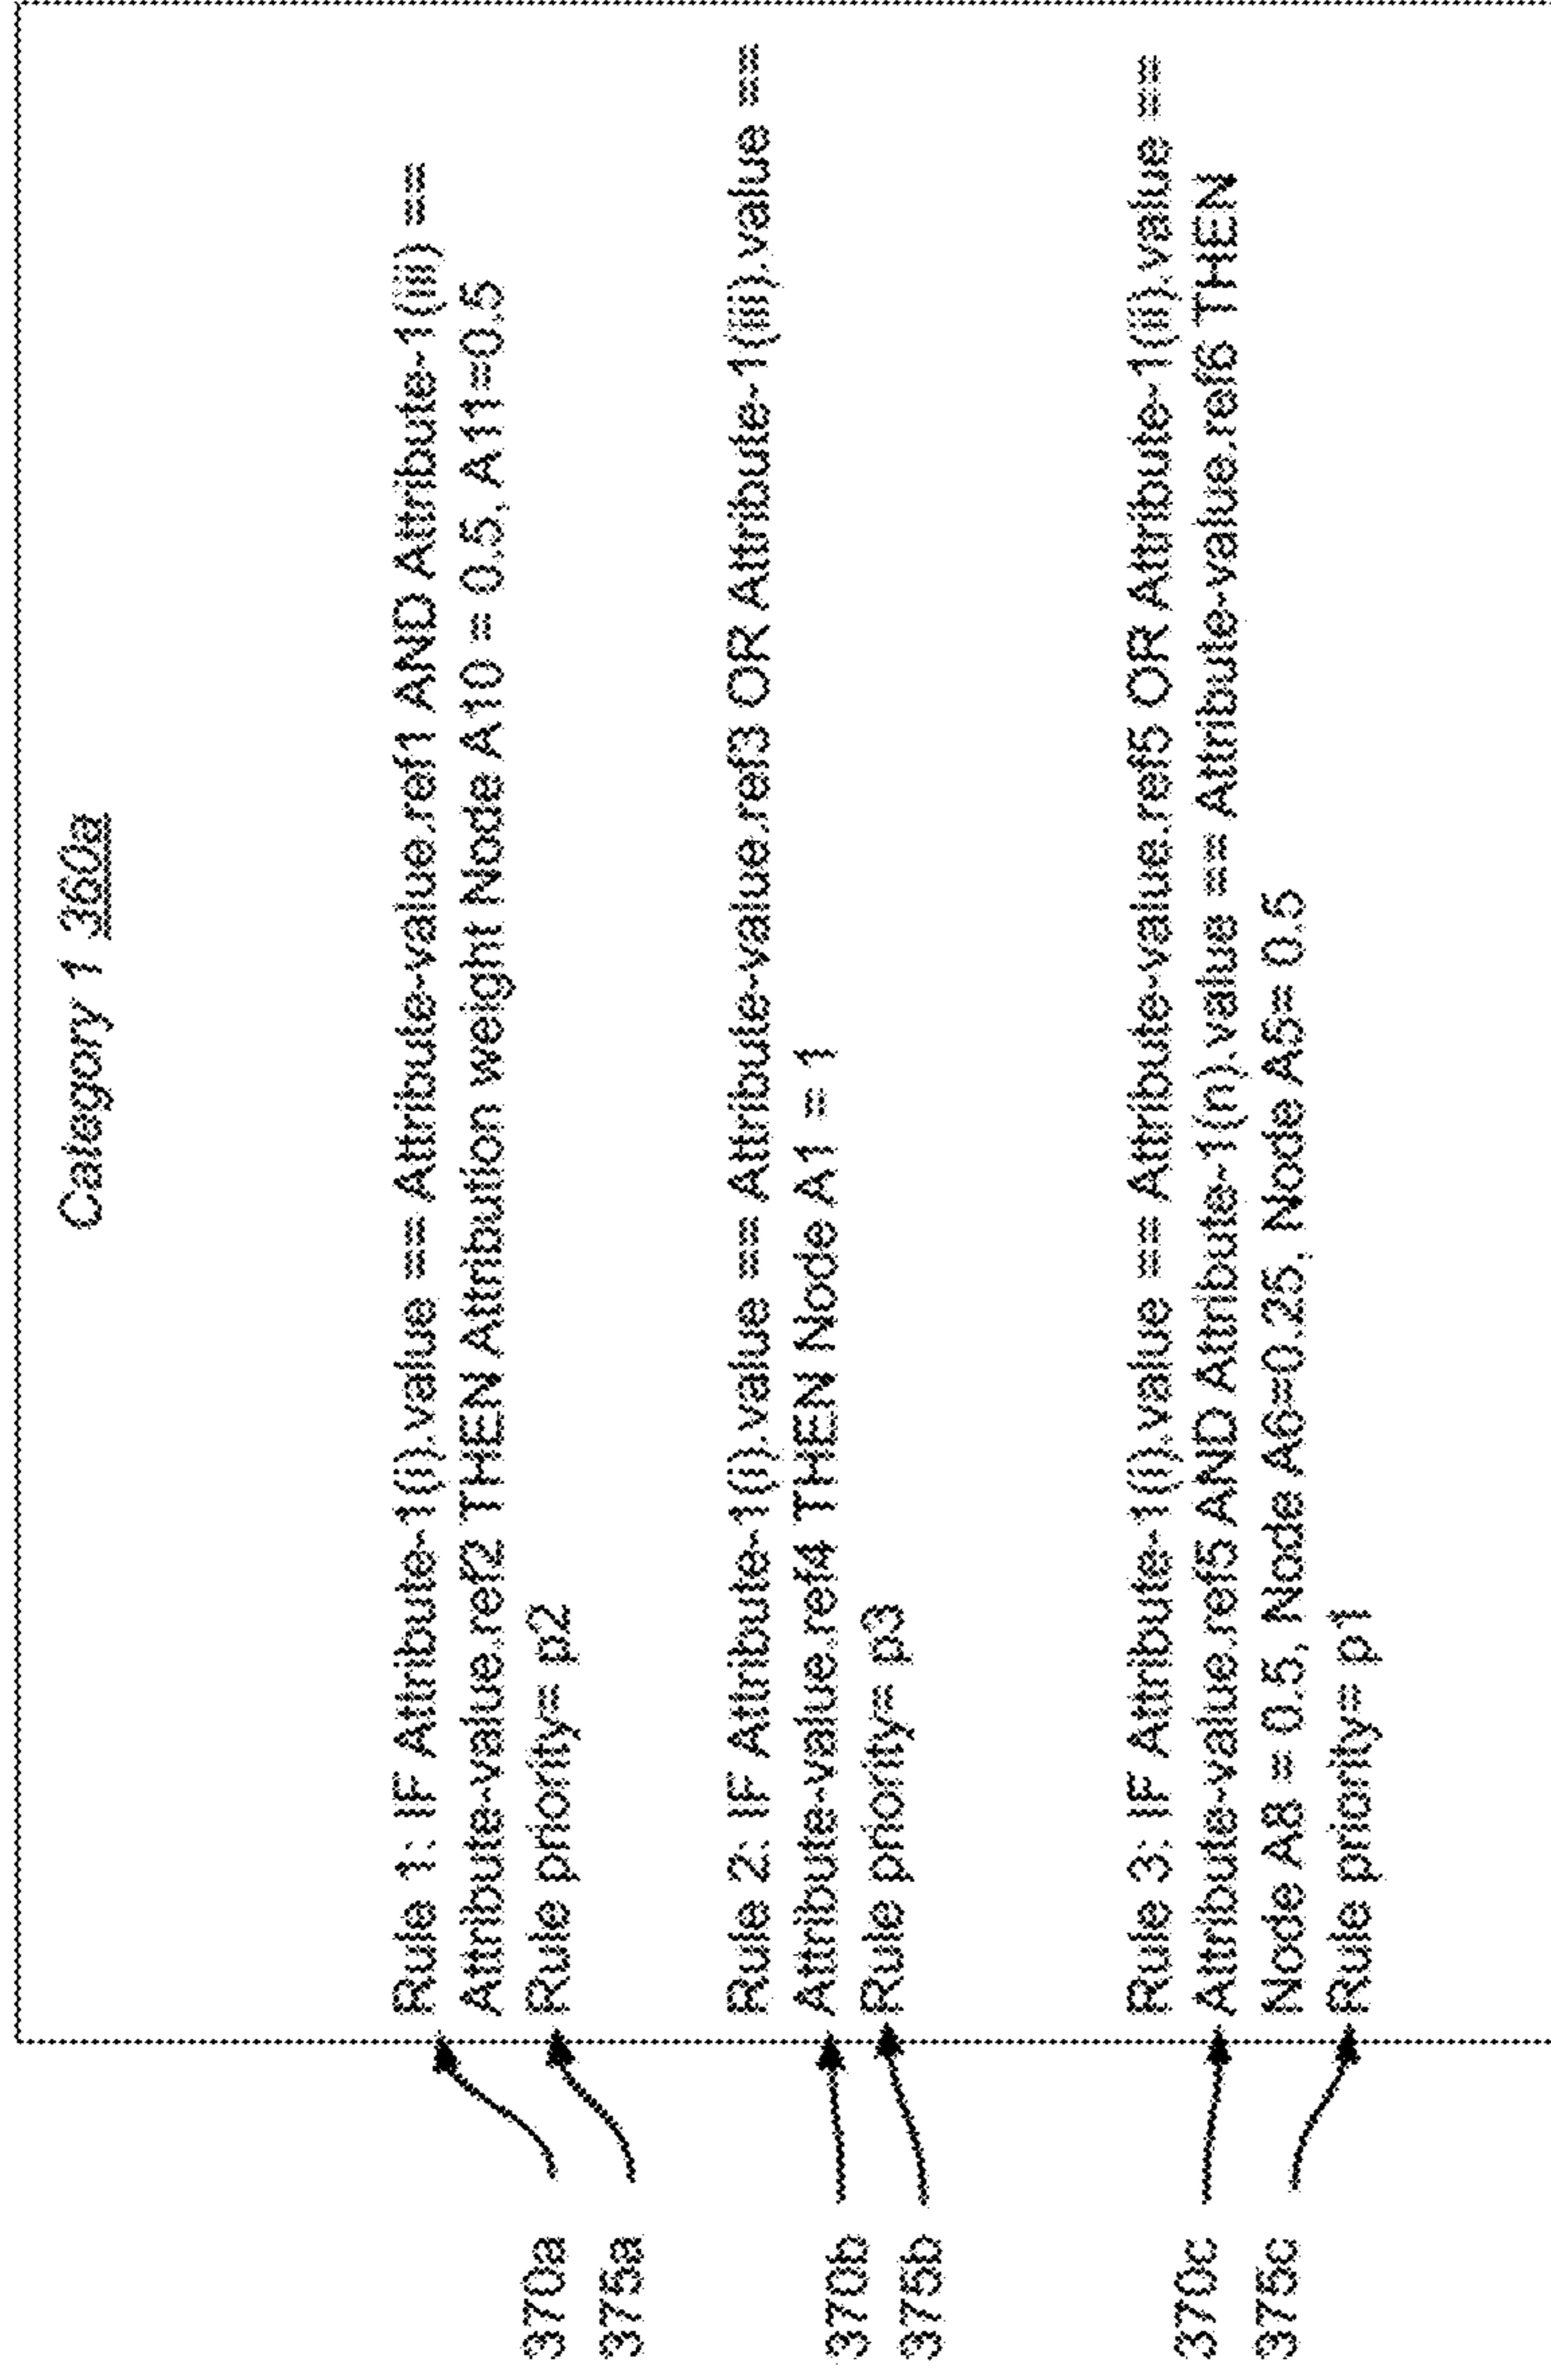 Category 1 360a
Rule 1: IF Attribute-1(i).value == Attribute-value.ref1 AND Attribute-1(iii) ==
Attribute-value.ref2 THEN Attribution weight Node A10 = 0.5, A11=0.5
Rule priority= p2
Rule 2: IF Attribute-1(i).value == Attribute-value.ref3 OR Attribute-1(iii).value ==
Attribute-value.ref4 THEN Node A1 = 1
Rule priority= p3
Rule 3: IF Attribute-1(ii).value == Attribute-value.ref5 OR Attribute-1(iii).value ==
Attribute-value.ref5 AND Attribute-1(n).value == Attribute-value.ref6 THEN
Node A8 = 0.5, Node A6=0.25, Node A5= 0.5
Rule priority= p1
370a
375a
370b
375b
370c
375c